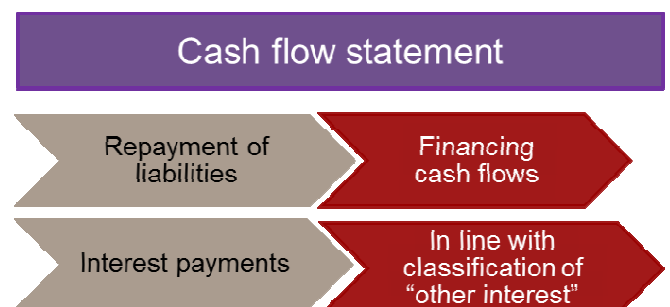 Cash flow statement
Repayment of
liabilities
Financing
cash flows
Interest payments
In line with
classification of
“other interest”